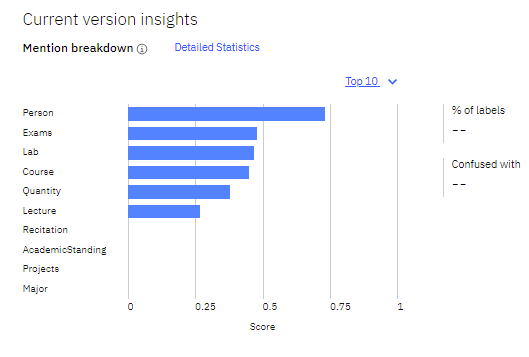 Current version insights
Mention breakdown
Detailed Statistics
Top 10
Person
Exams
Lab
Course
Quantity
Lecture
Recitation
AcademicStanding
Projects
Major
0 0.25 0.5 0.75 1
Score
% of labels
--
Confused with
--